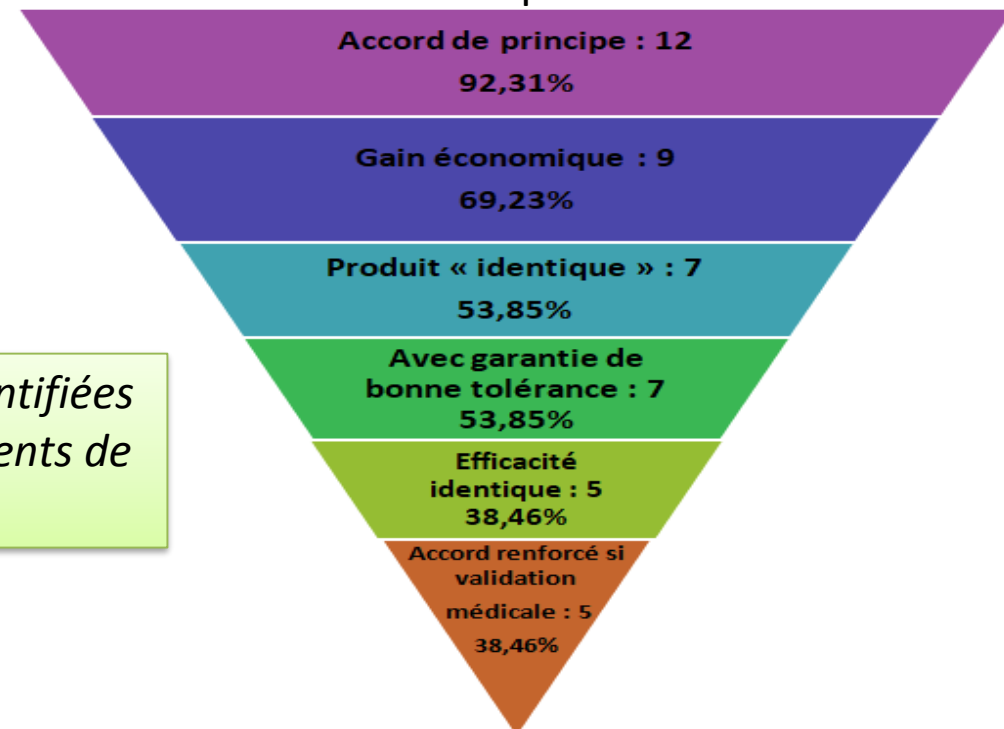 Accord de principe : 12
92,31%
Gain économique : 9
69,23%
Produit « identique » : 7
53,85%
Avec garantie de
bonne tolérance : 7
53,85%
Efficacité
identique : 5
38,46%
Accord renforcé si
validation
médicale : 5
38,46%
ntifiées
ents de